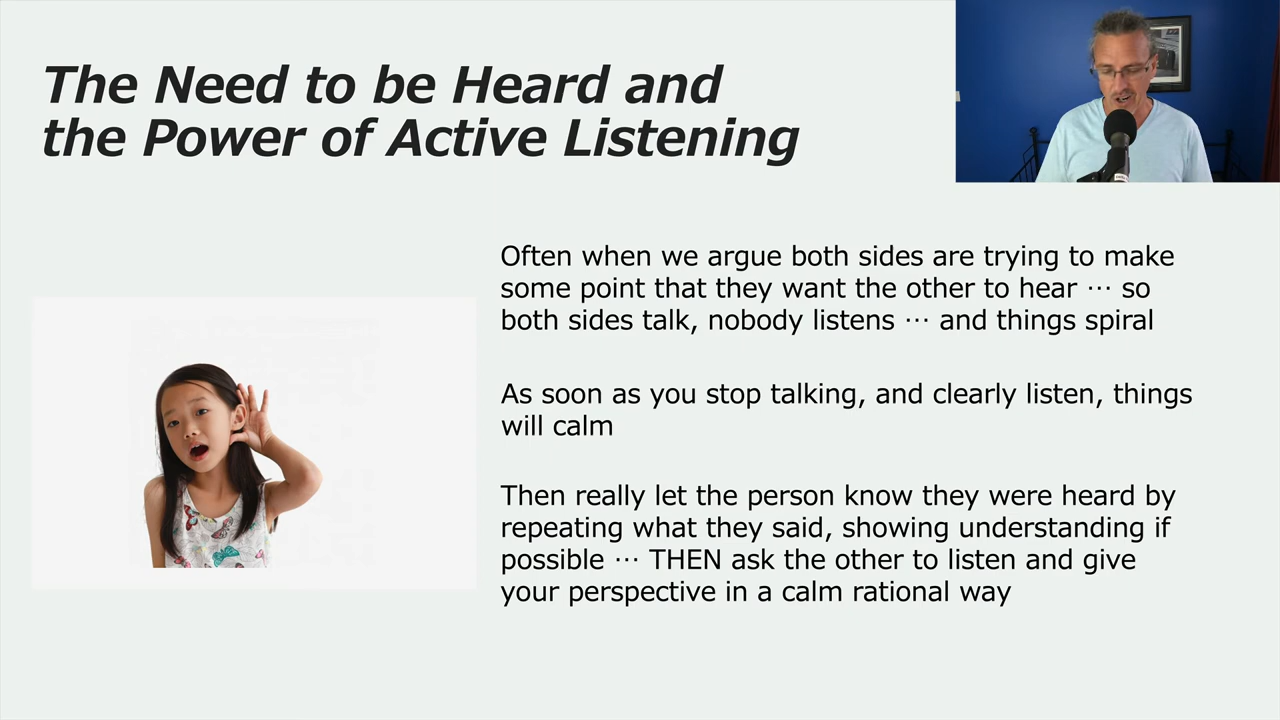 The Need to be Heard and
the Power of Active Listening
Often when we argue both sides are trying to make
some point that they want the other to hear … so
both sides talk, nobody listens … and things spiral
As soon as you stop talking, and clearly listen, things
will calm
Then really let the person know they were heard by
repeating what they said, showing understanding if
possible … THEN ask the other to listen and give
your perspective in a calm rational way